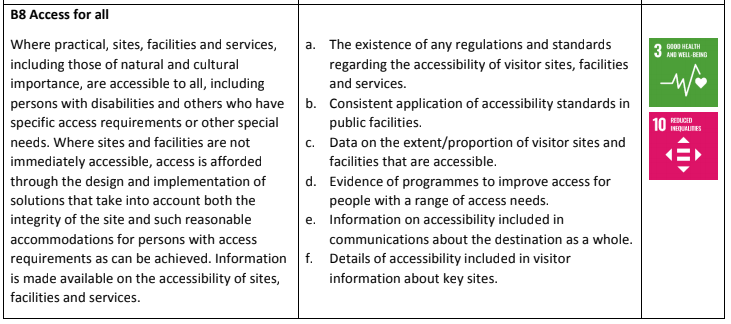 B8 Access for all
Where practical, sites, facilities and services,
including those of natural and cultural
importance, are accessible to all, including
persons with disabilities and others who have
specific access requirements or other special
needs. Where sites and facilities are not
immediately accessible, access is afforded
through the design and implementation of
solutions that take into account both the
integrity of the site and such reasonable
accommodations for persons with access
requirements as can be achieved. Information
is made available on the accessibility of sites,
facilities and services.
a. The existence of any regulations and standards
regarding the accessibility of visitor sites, facilities
and services.
b. Consistent application of accessibility standards in
public facilities.
c. Data on the extent/proportion of visitor sites and
facilities that are accessible.
d. Evidence of programmes to improve access for
people with a range of access needs.
e. Information on accessibility included in
communications about the destination as a whole.
f. Details of accessibility included in visitor
information about key sites.
3 GOOD HEALTH
AND WELL-BEING
10 REDUCED
INEQUALITIES